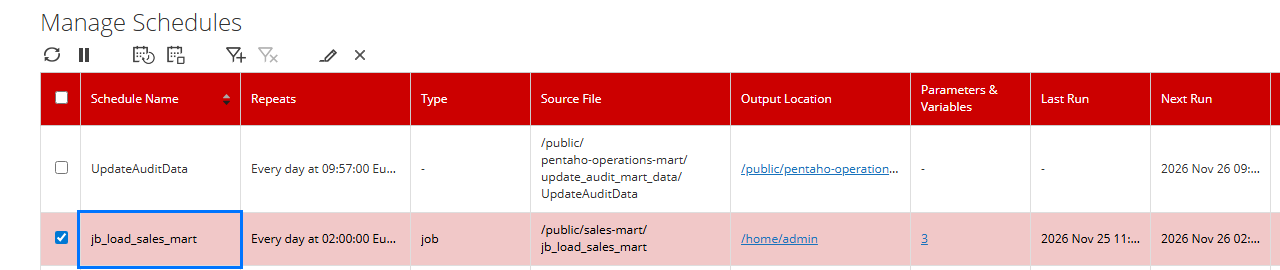 Manage Schedules
Schedule Name Repeats Type Source File Output Location Parameters & Variables Last Run Next Run
UpdateAuditData Every day at 09:57:00 Eu... - /public/
pentaho-operations-mart/
update_audit_mart_data/
UpdateAuditData /public/pentaho-operation... - - 2026 Nov 26 09:...
jb_load_sales_mart Every day at 02:00:00 Eu... job /public/sales-mart/
jb_load_sales_mart /home/admin 3 2026 Nov 25 11:... 2026 Nov 26 02:...